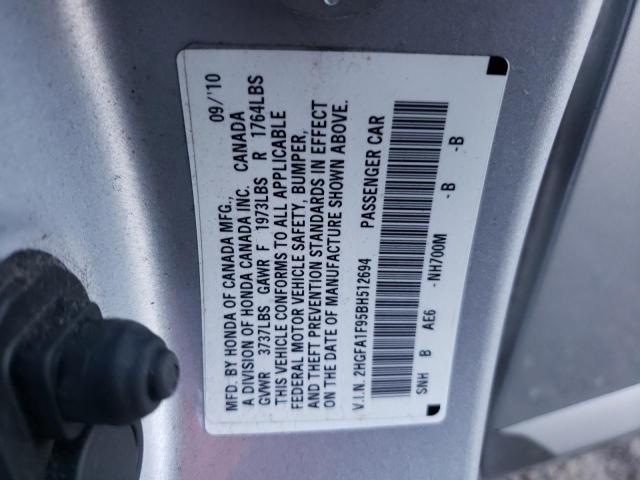 MFD. BY HONDA OF CANADA MFG., 09/'10
A DIVISION OF HONDA CANADA INC. CANADA
GVWR 3737LBS GAWR F 1973LBS R 1764LBS
THIS VEHICLE CONFORMS TO ALL APPLICABLE
FEDERAL MOTOR VEHICLE SAFETY, BUMPER,
AND THEFT PREVENTION STANDARDS IN EFFECT
ON THE DATE OF MANUFACTURE SHOWN ABOVE.
V.I.N. 2HGFA1F95BH512694 PASSENGER CAR
SNH B AE6 -NH700M -B -B